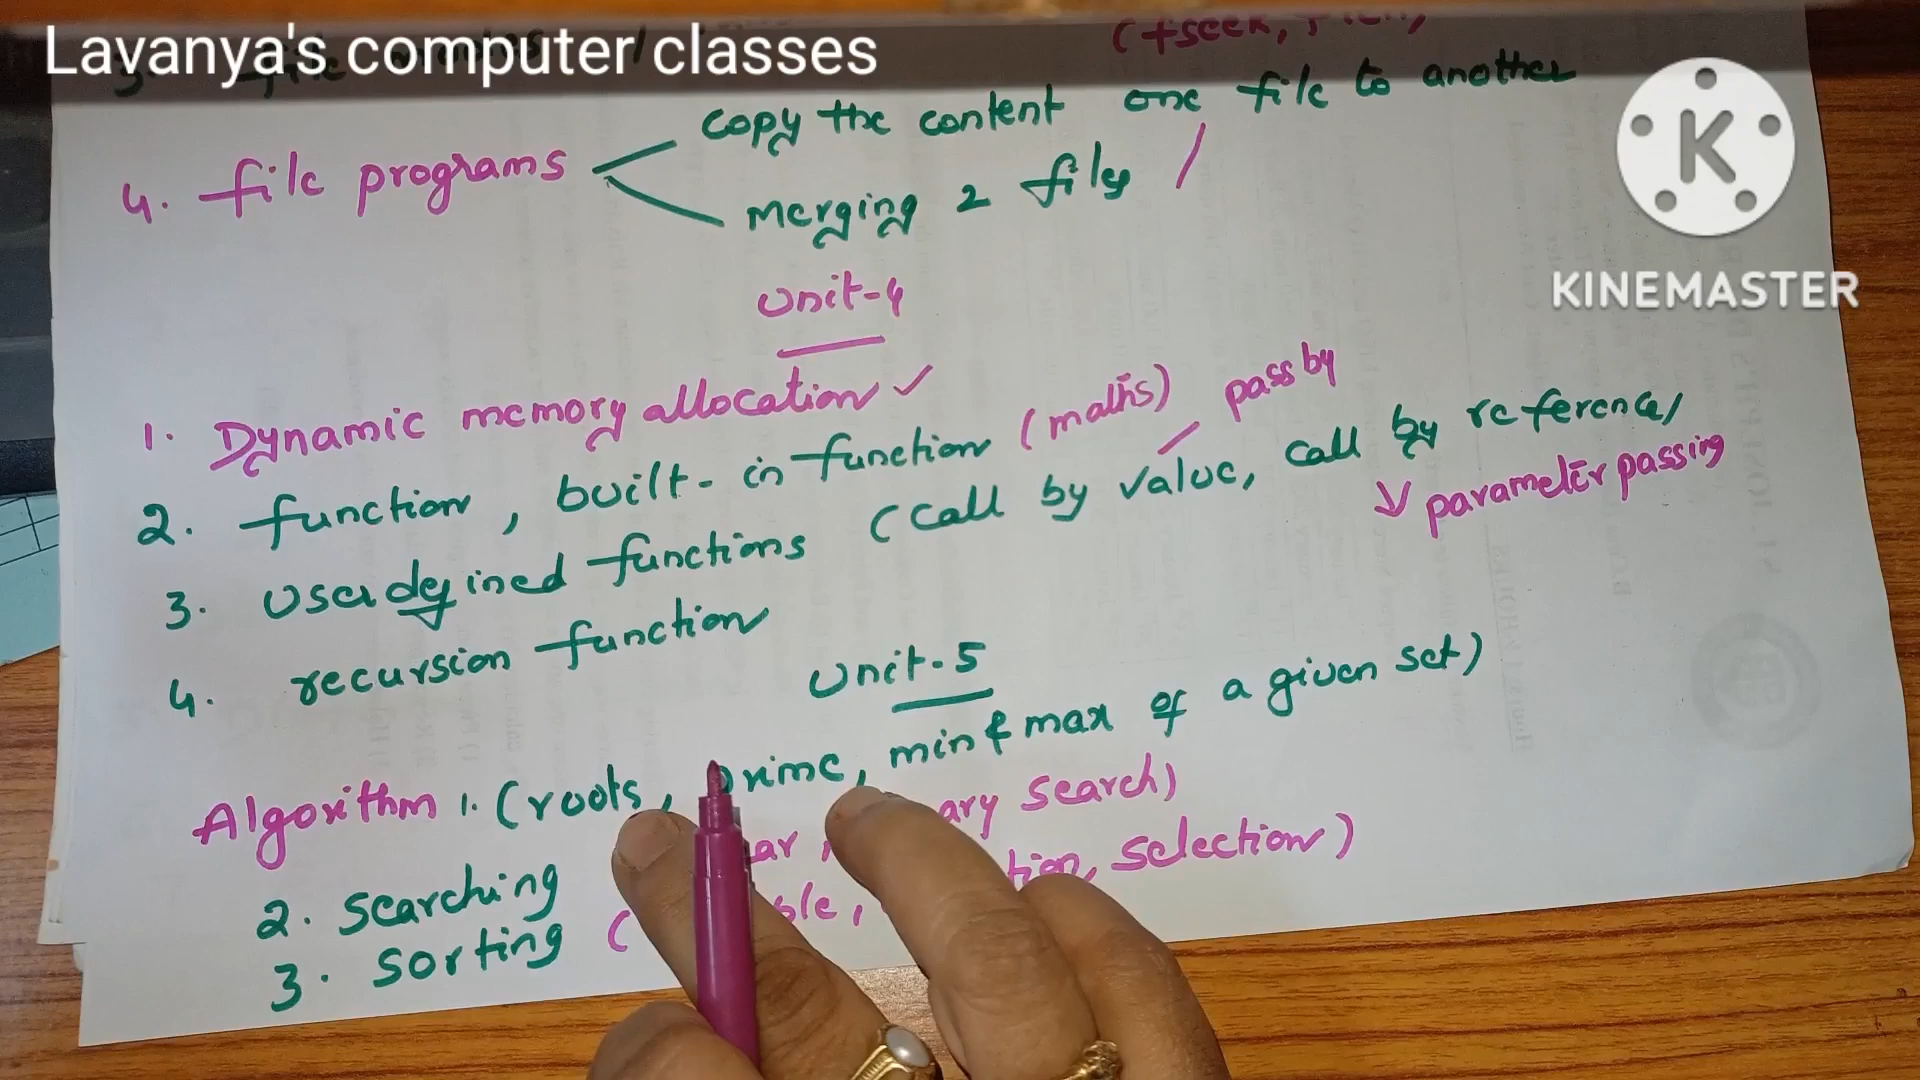 Lavanya's computer classes
copy the content one file to another
4. file programs
merging 2 files
KINEMASTER
Unit-4
1. Dynamic memory allocation ✓
2. function, built-in function (maths)
pass by
3. User defined functions (call by value, call by reference,
parameter passing
4. recursion function
Unit-5
Algorithm 1. (roots, prime, min & max of a given set)
2. Searching ary search)
3. Sorting ( selection)